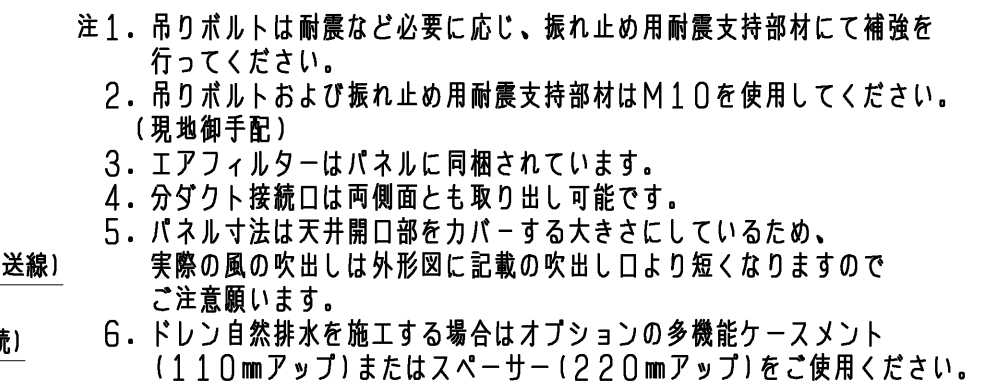 注１．吊りボルトは耐震など必要に応じ、振れ止め用耐震支持部材にて補強を
行ってください。
２．吊りボルトおよび振れ止め用耐震支持部材はＭ１０を使用してください。
（現地御手配）
３．エアフィルターはパネルに同梱されています。
４．分ダクト接続口は両側面とも取り出し可能です。
５．パネル寸法は天井開口部をカバーする大きさにしているため、
送線）
実際の風の吹出しは外形図に記載の吹出し口より短くなりますので
ご注意願います。
６．ドレン自然排水を施工する場合はオプションの多機能ケースメント
（１１０㎜アップ）またはスペーサー（２２０㎜アップ）をご使用ください。